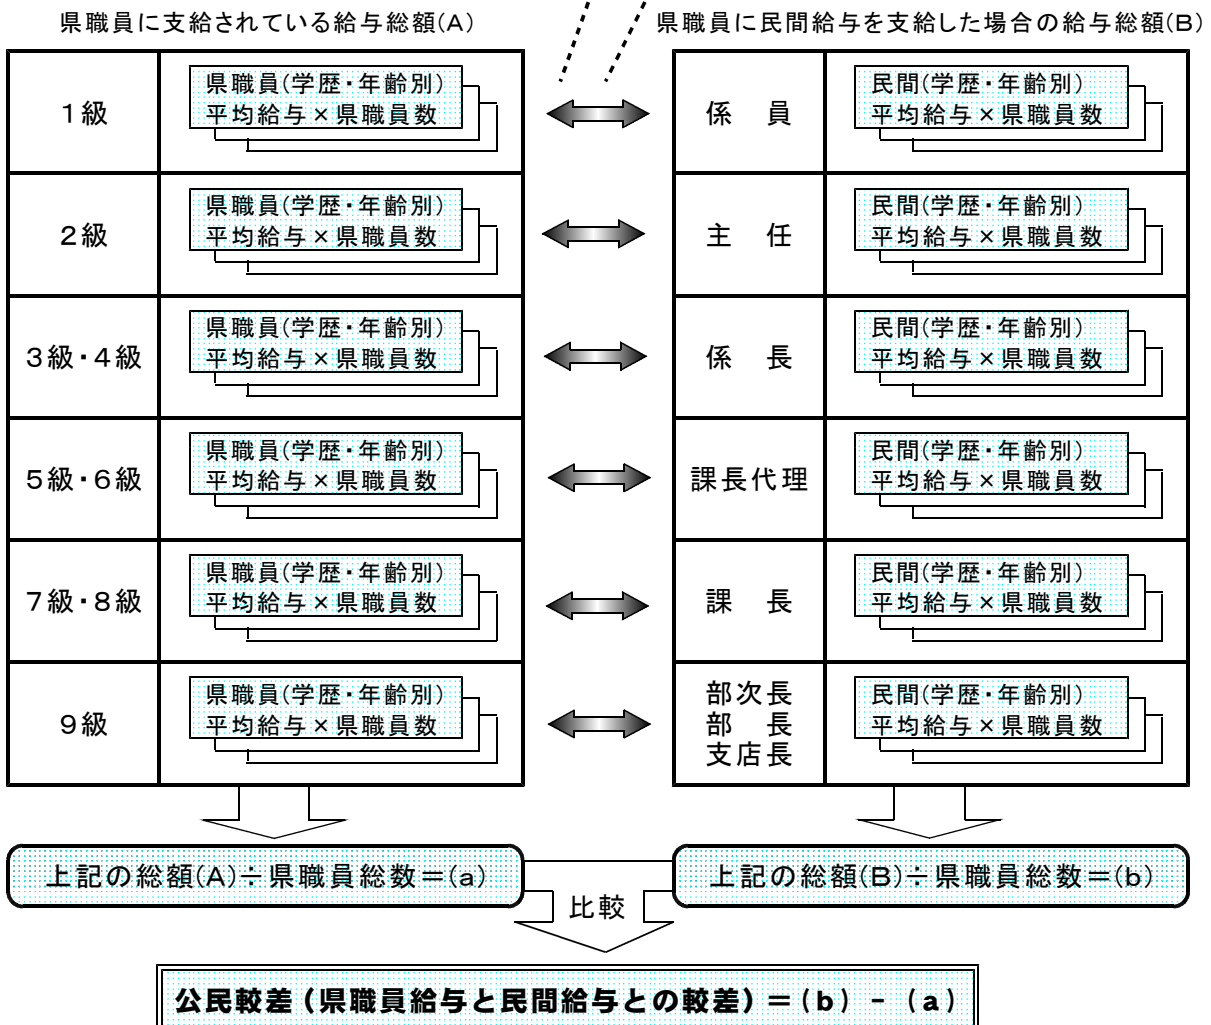 県職員に支給されている給与総額(A)
県職員に民間給与を支給した場合の給与総額(B)
1級
県職員(学歴・年齢別)
平均給与×県職員数
係 員
民間(学歴・年齢別)
平均給与×県職員数
2級
県職員(学歴・年齢別)
平均給与×県職員数
主 任
民間(学歴・年齢別)
平均給与×県職員数
3級・4級
県職員(学歴・年齢別)
平均給与×県職員数
係 長
民間(学歴・年齢別)
平均給与×県職員数
5級・6級
県職員(学歴・年齢別)
平均給与×県職員数
課長代理
民間(学歴・年齢別)
平均給与×県職員数
7級・8級
県職員(学歴・年齢別)
平均給与×県職員数
課 長
民間(学歴・年齢別)
平均給与×県職員数
9級
県職員(学歴・年齢別)
平均給与×県職員数
部次長
部 長
支店長
民間(学歴・年齢別)
平均給与×県職員数
上記の総額(A)÷県職員総数=(a)
上記の総額(B)÷県職員総数=(b)
比較
公民較差(県職員給与と民間給与との較差)=(b) - (a)